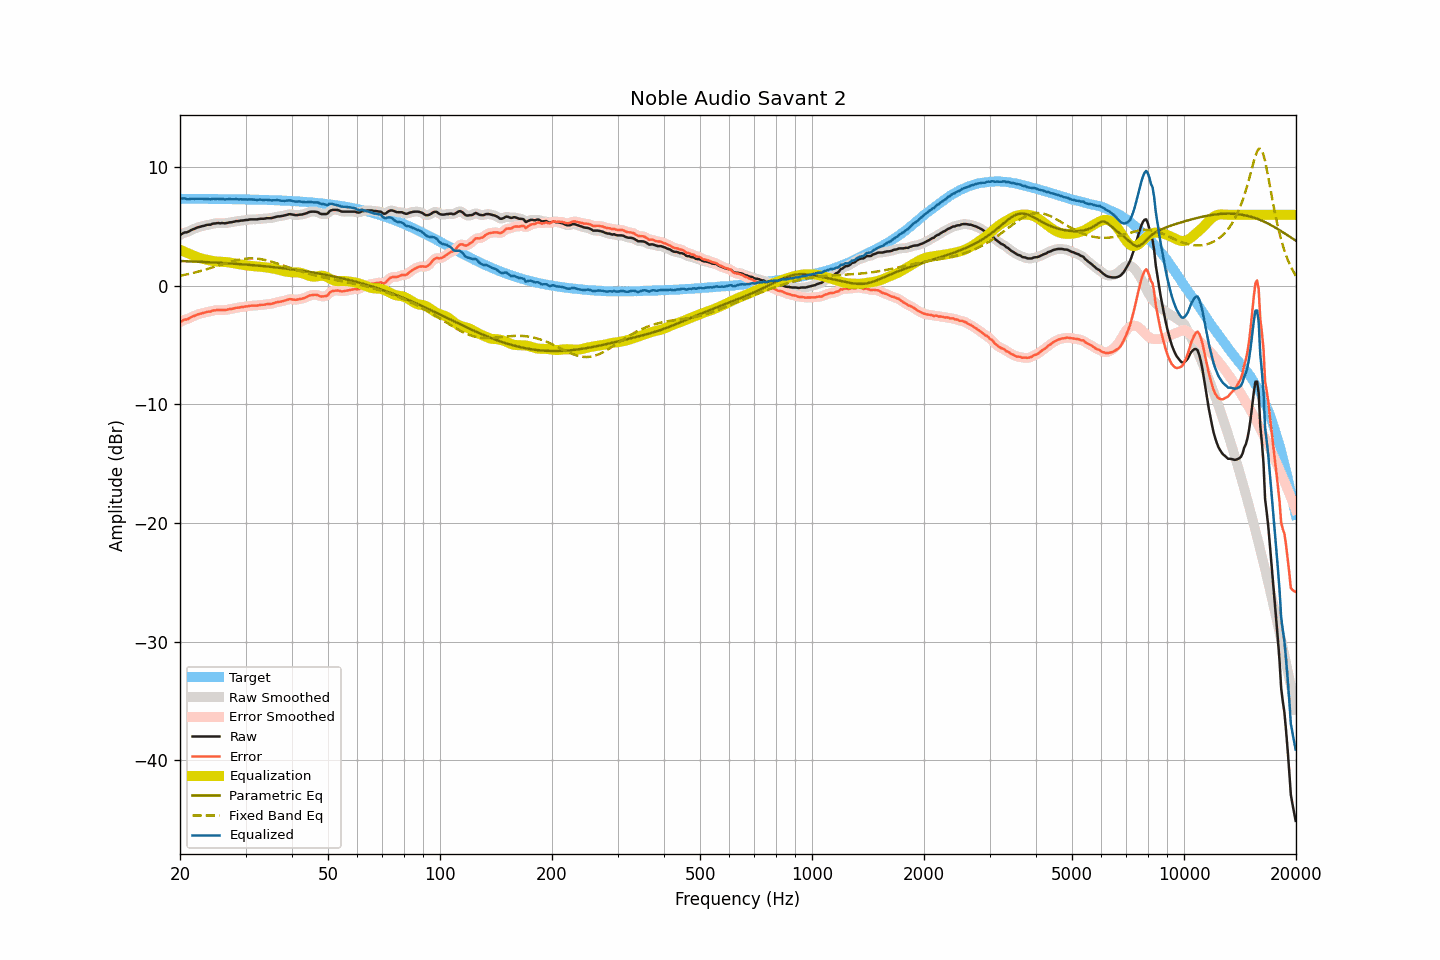 Noble Audio Savant 2
Amplitude (dBr)
10
0
−10
−20
−30
−40
Target
Raw Smoothed
Error Smoothed
Raw
Error
Equalization
Parametric Eq
Fixed Band Eq
Equalized
20 50 100 200 500 1000 2000 5000 10000 20000
Frequency (Hz)